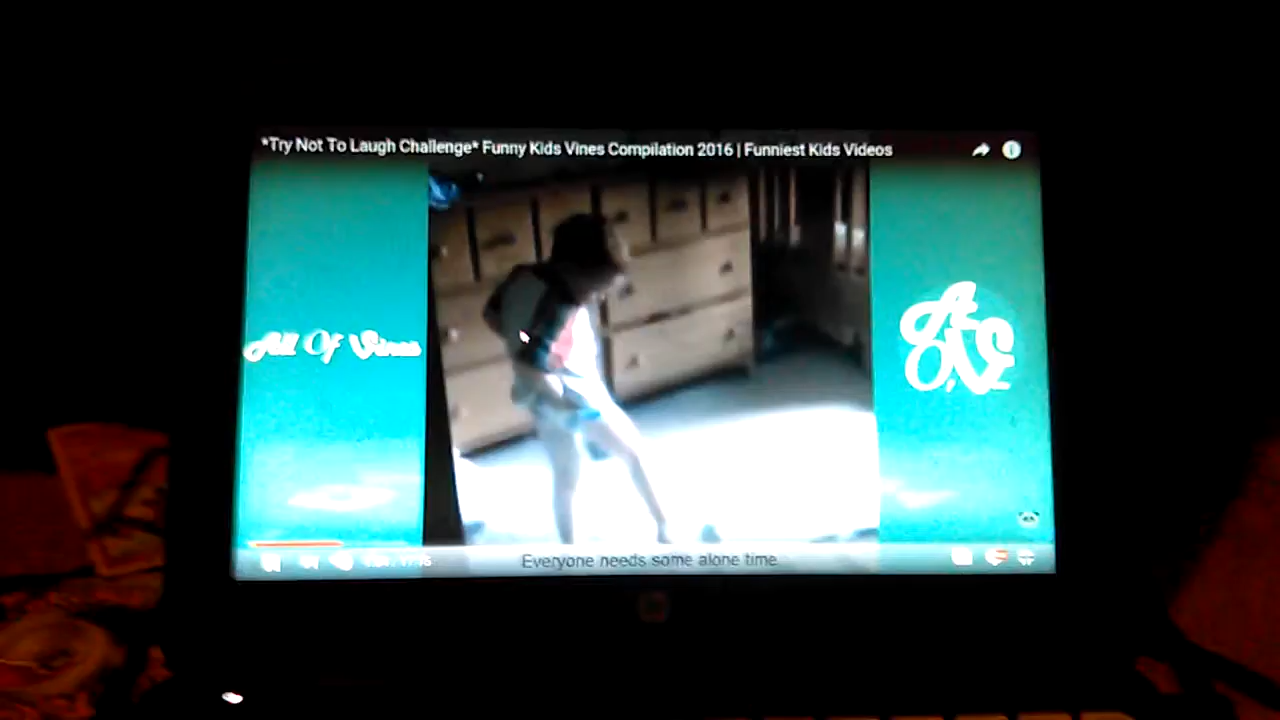 *Try Not To Laugh Challenge* Funny Kids Vines Compilation 2016 | Funniest Kids Videos
All Of Vines
Everyone needs some alone time